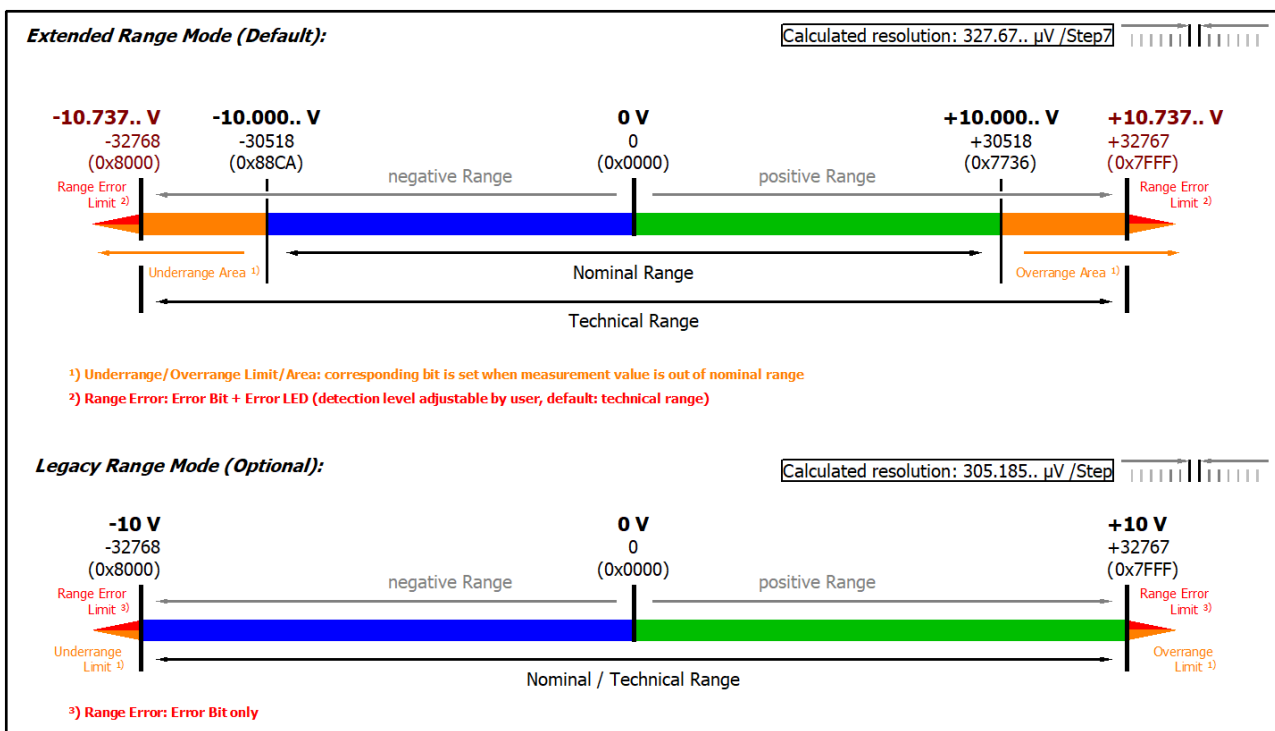 Extended Range Mode (Default):
Calculated resolution: 327.67.. µV /Step7
-10.737.. V -10.000.. V 0 V +10.000.. V +10.737.. V
-32768 -30518 0 +30518 +32767
(0x8000) (0x88CA) (0x0000) (0x7736) (0x7FFF)
negative Range positive Range
Range Error
Limit ²)
Range Error
Limit ²)
Underrange Area ¹) Nominal Range Overrange Area ¹)
Technical Range
¹) Underrange/Overrange Limit/Area: corresponding bit is set when measurement value is out of nominal range
²) Range Error: Error Bit + Error LED (detection level adjustable by user, default: technical range)
Legacy Range Mode (Optional):
Calculated resolution: 305.185.. µV /Step
-10 V 0 V +10 V
-32768 0 +32767
(0x8000) (0x0000) (0x7FFF)
negative Range positive Range
Range Error
Limit ³)
Range Error
Limit ³)
Underrange
Limit ¹)
Overrange
Limit ¹)
Nominal / Technical Range
³) Range Error: Error Bit only